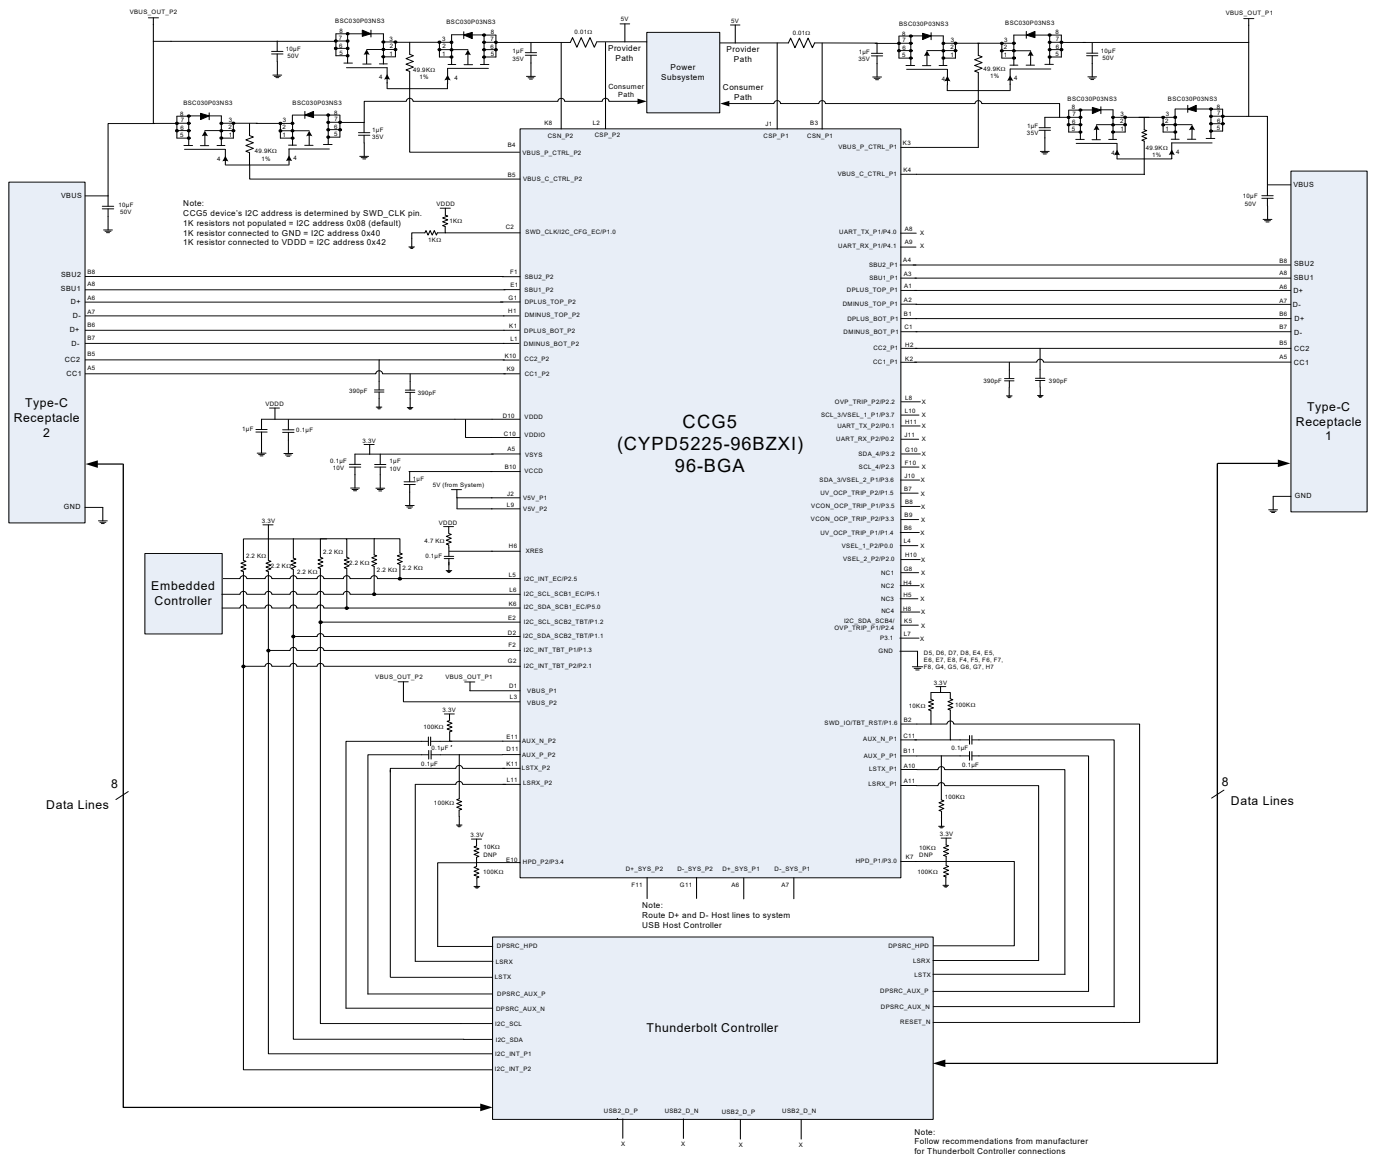 VBUS_OUT_P2
BSC030P03NS3
BSC030P03NS3
5V
5V
BSC030P03NS3
BSC030P03NS3
VBUS_OUT_P1
8
7
6
5
3
2
1
4
10µF
50V
49.9KΩ
1%
1µF
35V
0.01Ω
Provider
Path
Power
Subsystem
Provider
Path
0.01Ω
1µF
35V
49.9KΩ
1%
10µF
50V
Consumer
Path
Consumer
Path
BSC030P03NS3
BSC030P03NS3
49.9KΩ
1%
1µF
35V
BSC030P03NS3
BSC030P03NS3
1µF
35V
49.9KΩ
1%
K8
CSN_P2
L2
CSP_P2
J1
CSP_P1
B3
CSN_P1
B4
VBUS_P_CTRL_P2
B5
VBUS_C_CTRL_P2
VBUS_P_CTRL_P1
K3
VBUS_C_CTRL_P1
K4
VBUS
10µF
50V
VBUS
10µF
50V
Note:
CCG5 device's I2C address is determined by SWD_CLK pin.
1K resistors not populated = I2C address 0x08 (default)
1K resistor connected to GND = I2C address 0x40
1K resistor connected to VDDD = I2C address 0x42
VDDD
1KΩ
1KΩ
C2
SWD_CLK/I2C_CFG_EC/P1.0
UART_TX_P1/P4.0 A8 X
UART_RX_P1/P4.1 A9 X
SBU2 B8 F1 SBU2_P2
SBU1 A8 E1 SBU1_P2
D+ A6 G1 DPLUS_TOP_P2
D- A7 H1 DMINUS_TOP_P2
D+ B6 K1 DPLUS_BOT_P2
D- B7 L1 DMINUS_BOT_P2
CC2 B5 K10 CC2_P2
CC1 A5 K9 CC1_P2
SBU2_P1 A4 B8 SBU2
SBU1_P1 A3 A8 SBU1
DPLUS_TOP_P1 A1 A6 D+
DMINUS_TOP_P1 A2 A7 D-
DPLUS_BOT_P1 B1 B6 D+
DMINUS_BOT_P1 C1 B7 D-
CC2_P1 H2 B5 CC2
CC1_P1 K2 A5 CC1
390pF
390pF
390pF
390pF
Type-C
Receptacle
2
GND
Type-C
Receptacle
1
GND
CCG5
(CYPD5225-96BZXI)
96-BGA
VDDD
1µF
0.1µF
D10 VDDD
C10 VDDIO
3.3V
0.1µF
10V
1µF
10V
A5 VSYS
B10 VCCD
1µF
5V (from System)
J2 V5V_P1
L9 V5V_P2
VDDD
4.7 KΩ
0.1µF
H6 XRES
OVP_TRIP_P2/P2.2 L8 X
SCL_3/VSEL_1_P1/P3.7 L10 X
UART_TX_P2/P0.1 H11 X
UART_RX_P2/P0.2 J11 X
SDA_4/P3.2 G10 X
SCL_4/P2.3 F10 X
SDA_3/VSEL_2_P1/P3.6 J10 X
UV_OCP_TRIP_P2/P1.5 B7 X
VCON_OCP_TRIP_P1/P3.5 B8 X
VCON_OCP_TRIP_P2/P3.3 B9 X
UV_OCP_TRIP_P1/P1.4 B6 X
VSEL_1_P2/P0.0 L4 X
VSEL_2_P2/P2.0 H10 X
NC1 G8 X
NC2 H4 X
NC3 H5 X
NC4 H8 X
I2C_SDA_SCB4/
OVP_TRIP_P1/P2.4 K5 X
P3.1 L7 X
GND
D5, D6, D7, D8, E4, E5,
E6, E7, E8, F4, F5, F6, F7,
F8, G4, G5, G6, G7, H7
3.3V
2.2 KΩ
2.2 KΩ
2.2 KΩ
2.2 KΩ
2.2 KΩ
2.2 KΩ
2.2 KΩ
Embedded
Controller
L5 I2C_INT_EC/P2.5
L6 I2C_SCL_SCB1_EC/P5.1
K6 I2C_SDA_SCB1_EC/P5.0
E2 I2C_SCL_SCB2_TBT/P1.2
D2 I2C_SDA_SCB2_TBT/P1.1
F2 I2C_INT_TBT_P1/P1.3
G2 I2C_INT_TBT_P2/P2.1
VBUS_OUT_P2
VBUS_OUT_P1
D1 VBUS_P1
L3 VBUS_P2
3.3V
100KΩ
0.1µF
0.1µF
100KΩ
E11 AUX_N_P2
D11 AUX_P_P2
K11 LSTX_P2
L11 LSRX_P2
3.3V
10KΩ
100KΩ
SWD_IO/TBT_RST/P1.6 B2
AUX_N_P1 C11
AUX_P_P1 B11
LSTX_P1 A10
LSRX_P1 A11
0.1µF
0.1µF
100KΩ
8
Data Lines
8
Data Lines
3.3V
10KΩ
DNP
100KΩ
E10 HPD_P2/P3.4
HPD_P1/P3.0 K7
3.3V
10KΩ
DNP
100KΩ
D+_SYS_P2
D-_SYS_P2
D+_SYS_P1
D-_SYS_P1
F11
G11
A6
A7
Note:
Route D+ and D- Host lines to system
USB Host Controller
DPSRC_HPD
LSRX
LSTX
DPSRC_AUX_P
DPSRC_AUX_N
I2C_SCL
I2C_SDA
I2C_INT_P1
I2C_INT_P2
Thunderbolt Controller
DPSRC_HPD
LSRX
LSTX
DPSRC_AUX_P
DPSRC_AUX_N
RESET_N
USB2_D_P
USB2_D_N
USB2_D_P
USB2_D_N
X
X
X
X
Note:
Follow recommendations from manufacturer
for Thunderbolt Controller connections